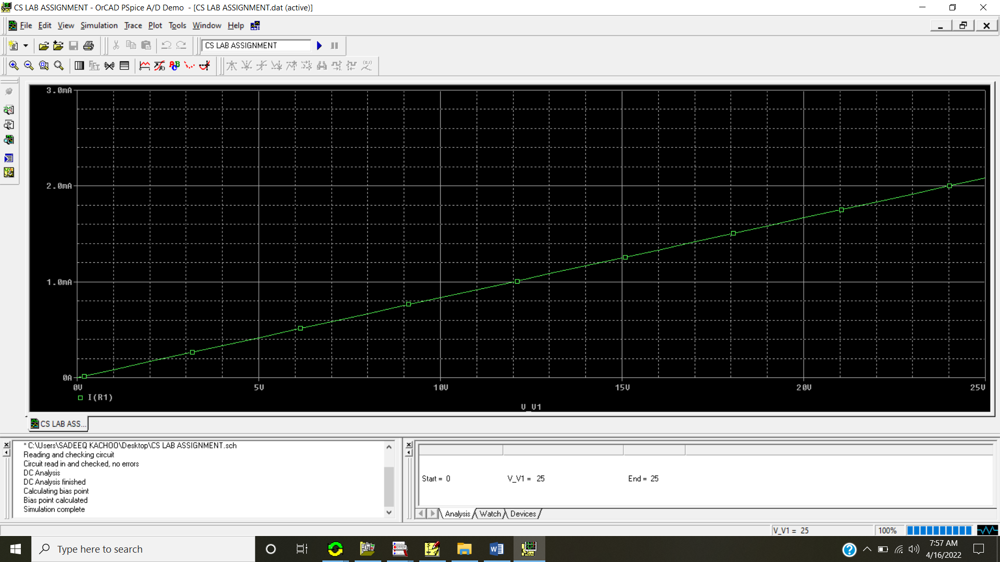 CS LAB ASSIGNMENT - OrCAD PSpice A/D Demo - [CS LAB ASSIGNMENT.dat (active)]
File Edit View Simulation Trace Plot Tools Window Help
CS LAB ASSIGNMENT
3.0mA
2.0mA
1.0mA
0A
0V 5V 10V 15V 20V 25V
I(R1)
V_V1
CS LAB ASS...
* C:\Users\SADEEQ KACHOO\Desktop\CS LAB ASSIGNMENT.sch
Reading and checking circuit
Circuit read in and checked, no errors
DC Analysis
DC Analysis finished
Calculating bias point
Bias point calculated
Simulation complete
Start = 0 V_V1 = 25 End = 25
Analysis Watch Devices
V_V1 = 25 100%
Type here to search
7:57 AM
4/16/2022